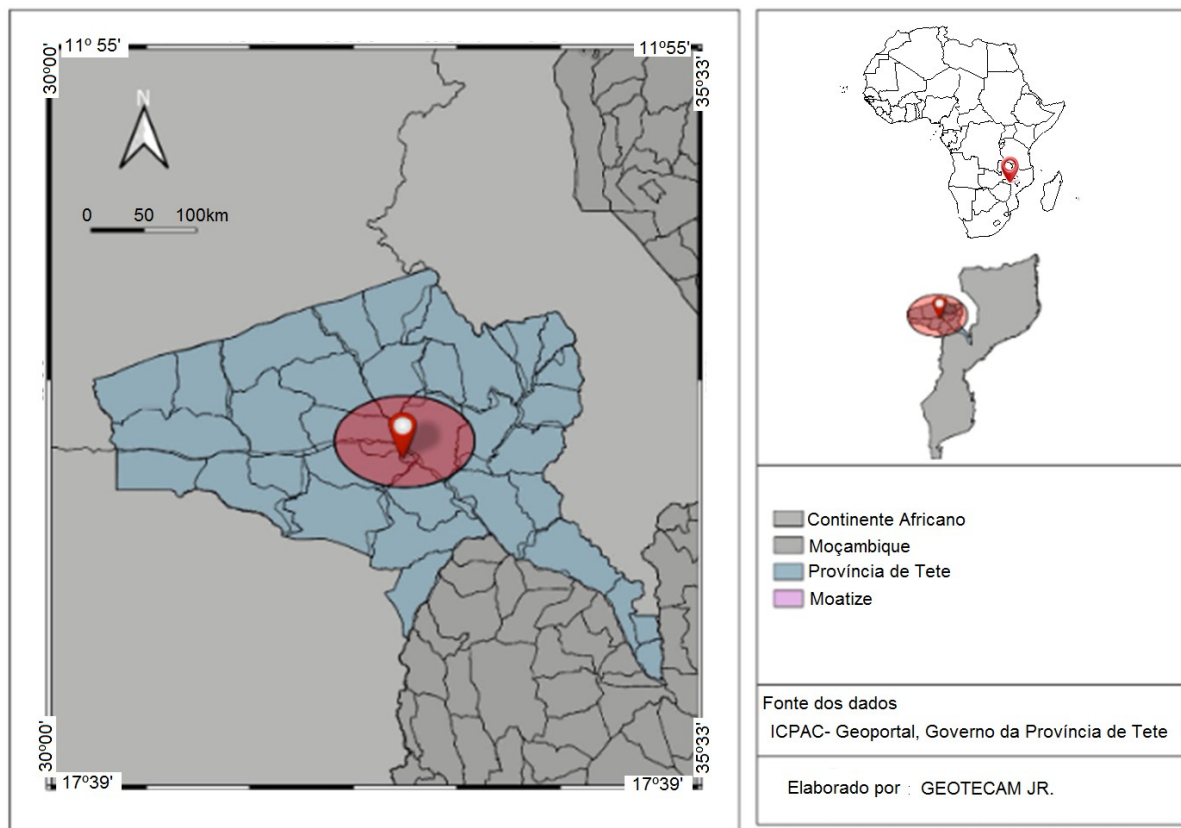 11º 55'
11º55'
30º00'
35º33'
N
0 50 100km
30º00'
35º33'
17º39'
17º39'
Continente Africano
Moçambique
Província de Tete
Moatize
Fonte dos dados
ICPAC- Geoportal, Governo da Província de Tete
Elaborado por : GEOTECAM JR.